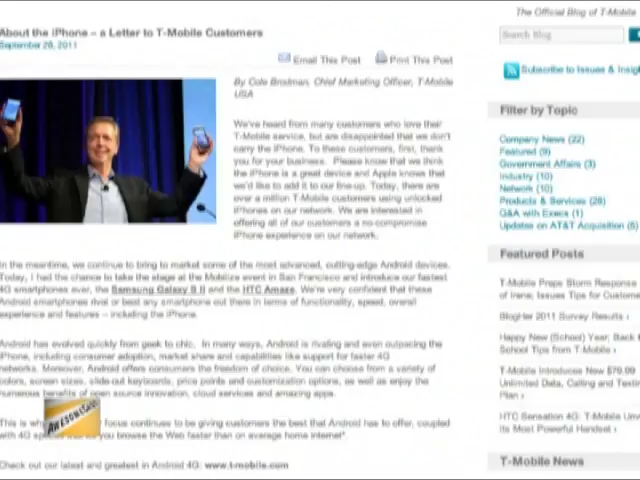 The Official Blog of T-Mobile
About the iPhone – a Letter to T-Mobile Customers
September 26, 2011
Search Blog
Email This Post
Print This Post
Subscribe to Issues & Insig
By Cole Brodman, Chief Marketing Officer, T-Mobile
USA
We've heard from many customers who love their
T-Mobile service, but are disappointed that we don't
carry the iPhone. To these customers, first, thank
you for your business. Please know that we think
the iPhone is a great device and Apple knows that
we'd like to add it to our line-up. Today, there are
over a million T-Mobile customers using unlocked
iPhones on our network. We are interested in
offering all of our customers a no-compromise
iPhone experience on our network.
In the meantime, we continue to bring to market some of the most advanced, cutting-edge Android devices.
Today, I had the chance to take the stage at the Mobilize event in San Francisco and introduce our fastest
4G smartphones ever, the Samsung Galaxy S II and the HTC Amaze. We're very confident that these
Android smartphones rival or best any smartphone out there in terms of functionality, speed, overall
experience and features – including the iPhone.
Android has evolved quickly from geek to chic. In many ways, Android is rivaling and even outpacing the
iPhone, including consumer adoption, market share and capabilities like support for faster 4G
networks. Moreover, Android offers consumers the freedom of choice. You can choose from a variety of
colors, screen sizes, slide-out keyboards, price points and customization options, as well as enjoy the
numerous benefits of open source innovation, cloud services and amazing apps.
This is wh focus continues to be giving customers the best that Android has to offer, coupled
with 4G sp you browse the Web faster than on average home internet*
Check out our latest and greatest in Android 4G: www.t-mobile.com
Filter by Topic
Company News (22)
Featured (9)
Government Affairs (3)
Industry (10)
Network (10)
Products & Services (28)
Q&A with Execs (1)
Updates on AT&T Acquisition (6)
Featured Posts
T-Mobile Preps Storm Response
of Irene; Issues Tips for Custome
BlogHer 2011 Survey Results ›
Happy New (School) Year; Back t
School Tips from T-Mobile ›
T-Mobile Introduces New $79.99
Unlimited Data, Calling and Texti
Plan ›
HTC Sensation 4G: T-Mobile Unv
its Most Powerful Handset ›
T-Mobile News